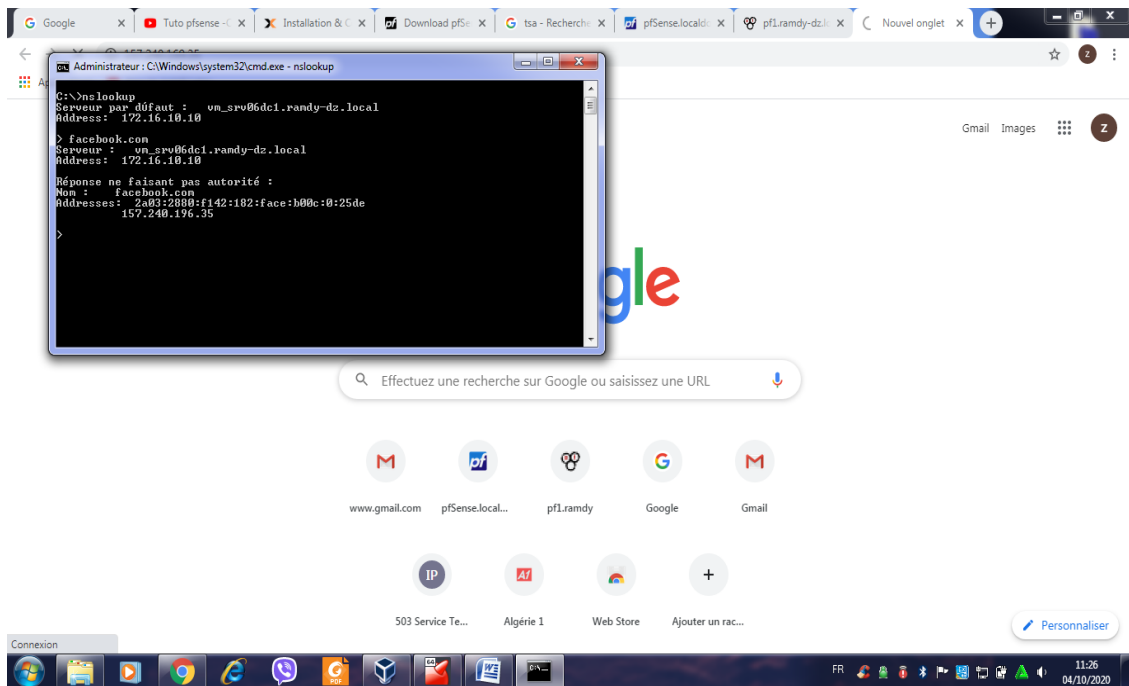 Google
Tuto pfsense -
Installation & C
Download pfSe
tsa - Recherche
pfSense.localdo
pf1.ramdy-dz.lo
Nouvel onglet
Administrateur : C:\Windows\system32\cmd.exe - nslookup
C:\>nslookup
Serveur par dúfaut :   vm_srv06dc1.ramdy-dz.local
Address:  172.16.10.10
> facebook.com
Serveur :   vm_srv06dc1.ramdy-dz.local
Address:  172.16.10.10
Réponse ne faisant pas autorité :
Nom :    facebook.com
Addresses:  2a03:2880:f142:182:face:b00c:0:25de
157.240.196.35
>
Gmail Images
Z
gle
Effectuez une recherche sur Google ou saisissez une URL
www.gmail.com
pfSense.local...
pf1.ramdy
Google
Gmail
IP
A1
503 Service Te...
Algérie 1
Web Store
Ajouter un rac...
Personnaliser
Connexion
FR
11:26
04/10/2020